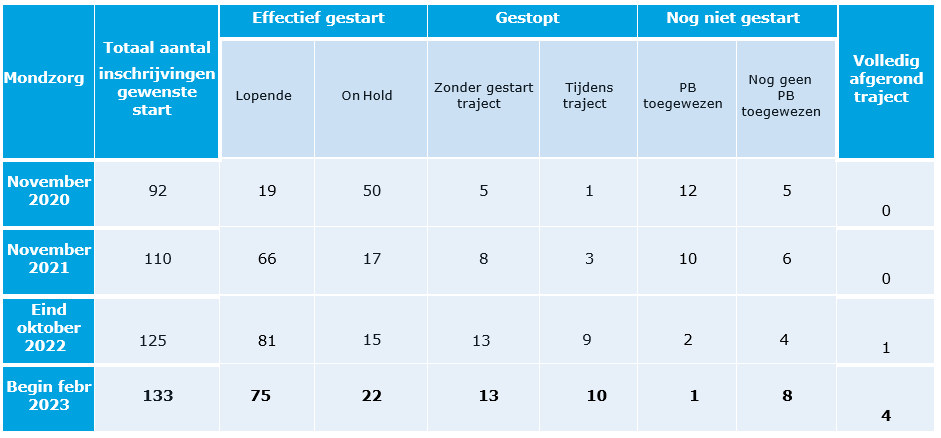 Effectief gestart
Gestopt
Nog niet gestart
Mondzorg
Totaal aantal
inschrijvingen
gewenste
start
Lopende
On Hold
Zonder gestart
traject
Tijdens
traject
PB
toegewezen
Nog geen
PB
toegewezen
Volledig
afgerond
traject
November
2020
92
19
50
5
1
12
5
0
November
2021
110
66
17
8
3
10
6
0
Eind
oktober
2022
125
81
15
13
9
2
4
1
Begin febr
2023
133
75
22
13
10
1
8
4